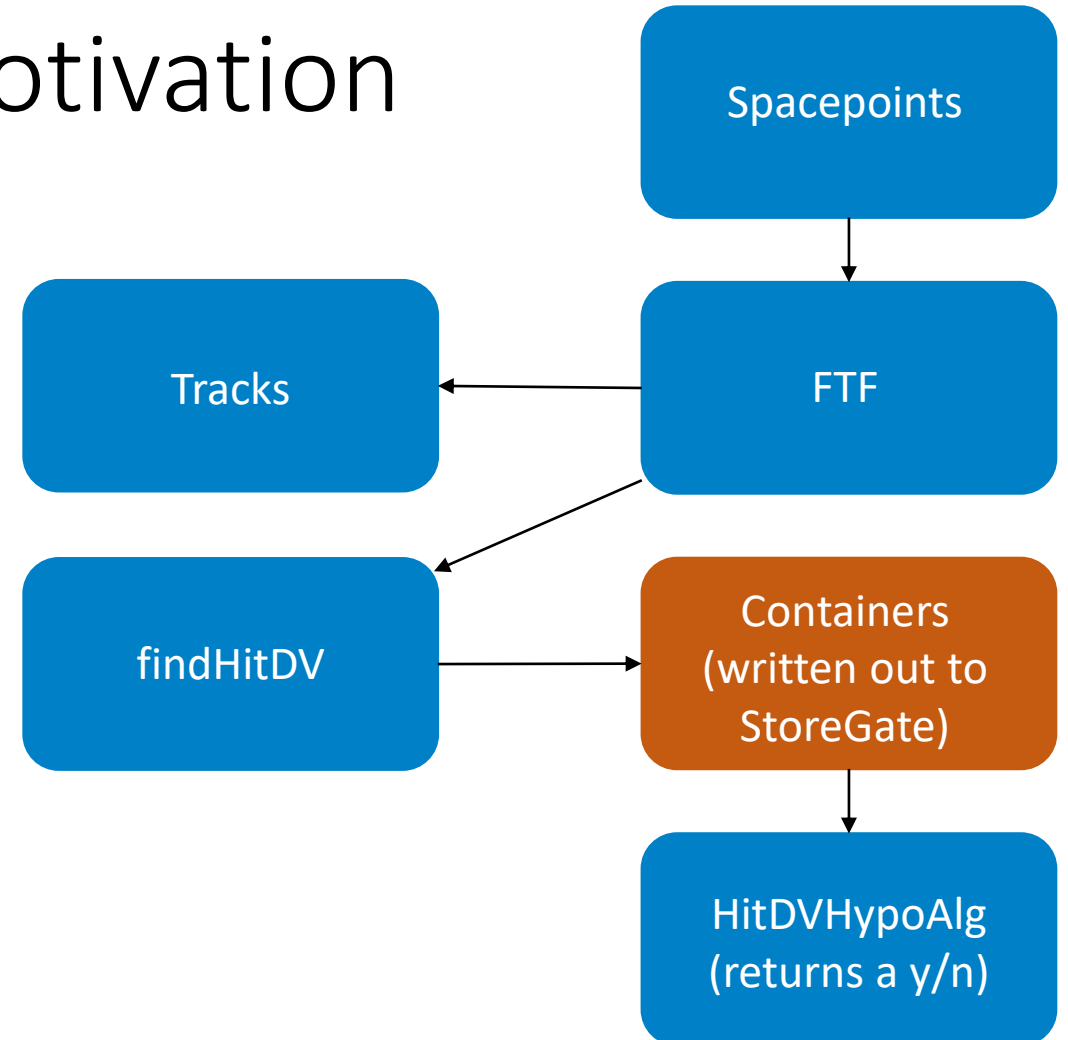 otivation
Spacepoints
Tracks
FTF
findHitDV
Containers
(written out to
StoreGate)
HitDVHypoAlg
(returns a y/n)